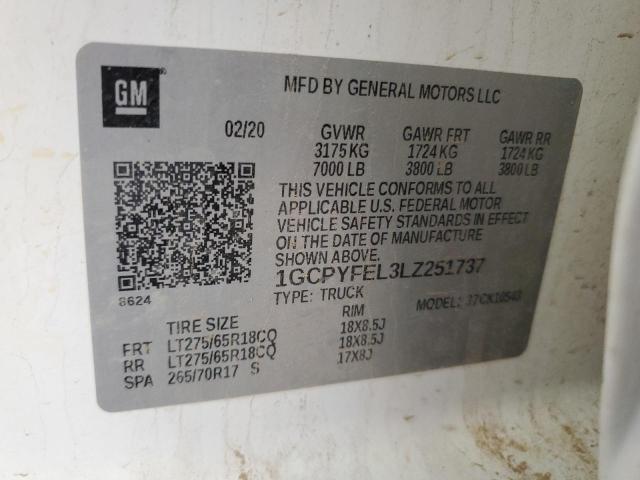 GM
MFD BY GENERAL MOTORS LLC
02/20 GVWR GAWR FRT GAWR RR
3175 KG 1724 KG 1724 KG
7000 LB 3800 LB 3800 LB
THIS VEHICLE CONFORMS TO ALL
APPLICABLE U.S. FEDERAL MOTOR
VEHICLE SAFETY STANDARDS IN EFFECT
ON THE DATE OF MANUFACTURE
SHOWN ABOVE.
1GCPYFEL3LZ251737
8624 TYPE: TRUCK MODEL:
TIRE SIZE RIM
FRT LT275/65R18CQ 18X8.5J
RR LT275/65R18CQ 18X8.5J
SPA 265/70R17 S 17X8J